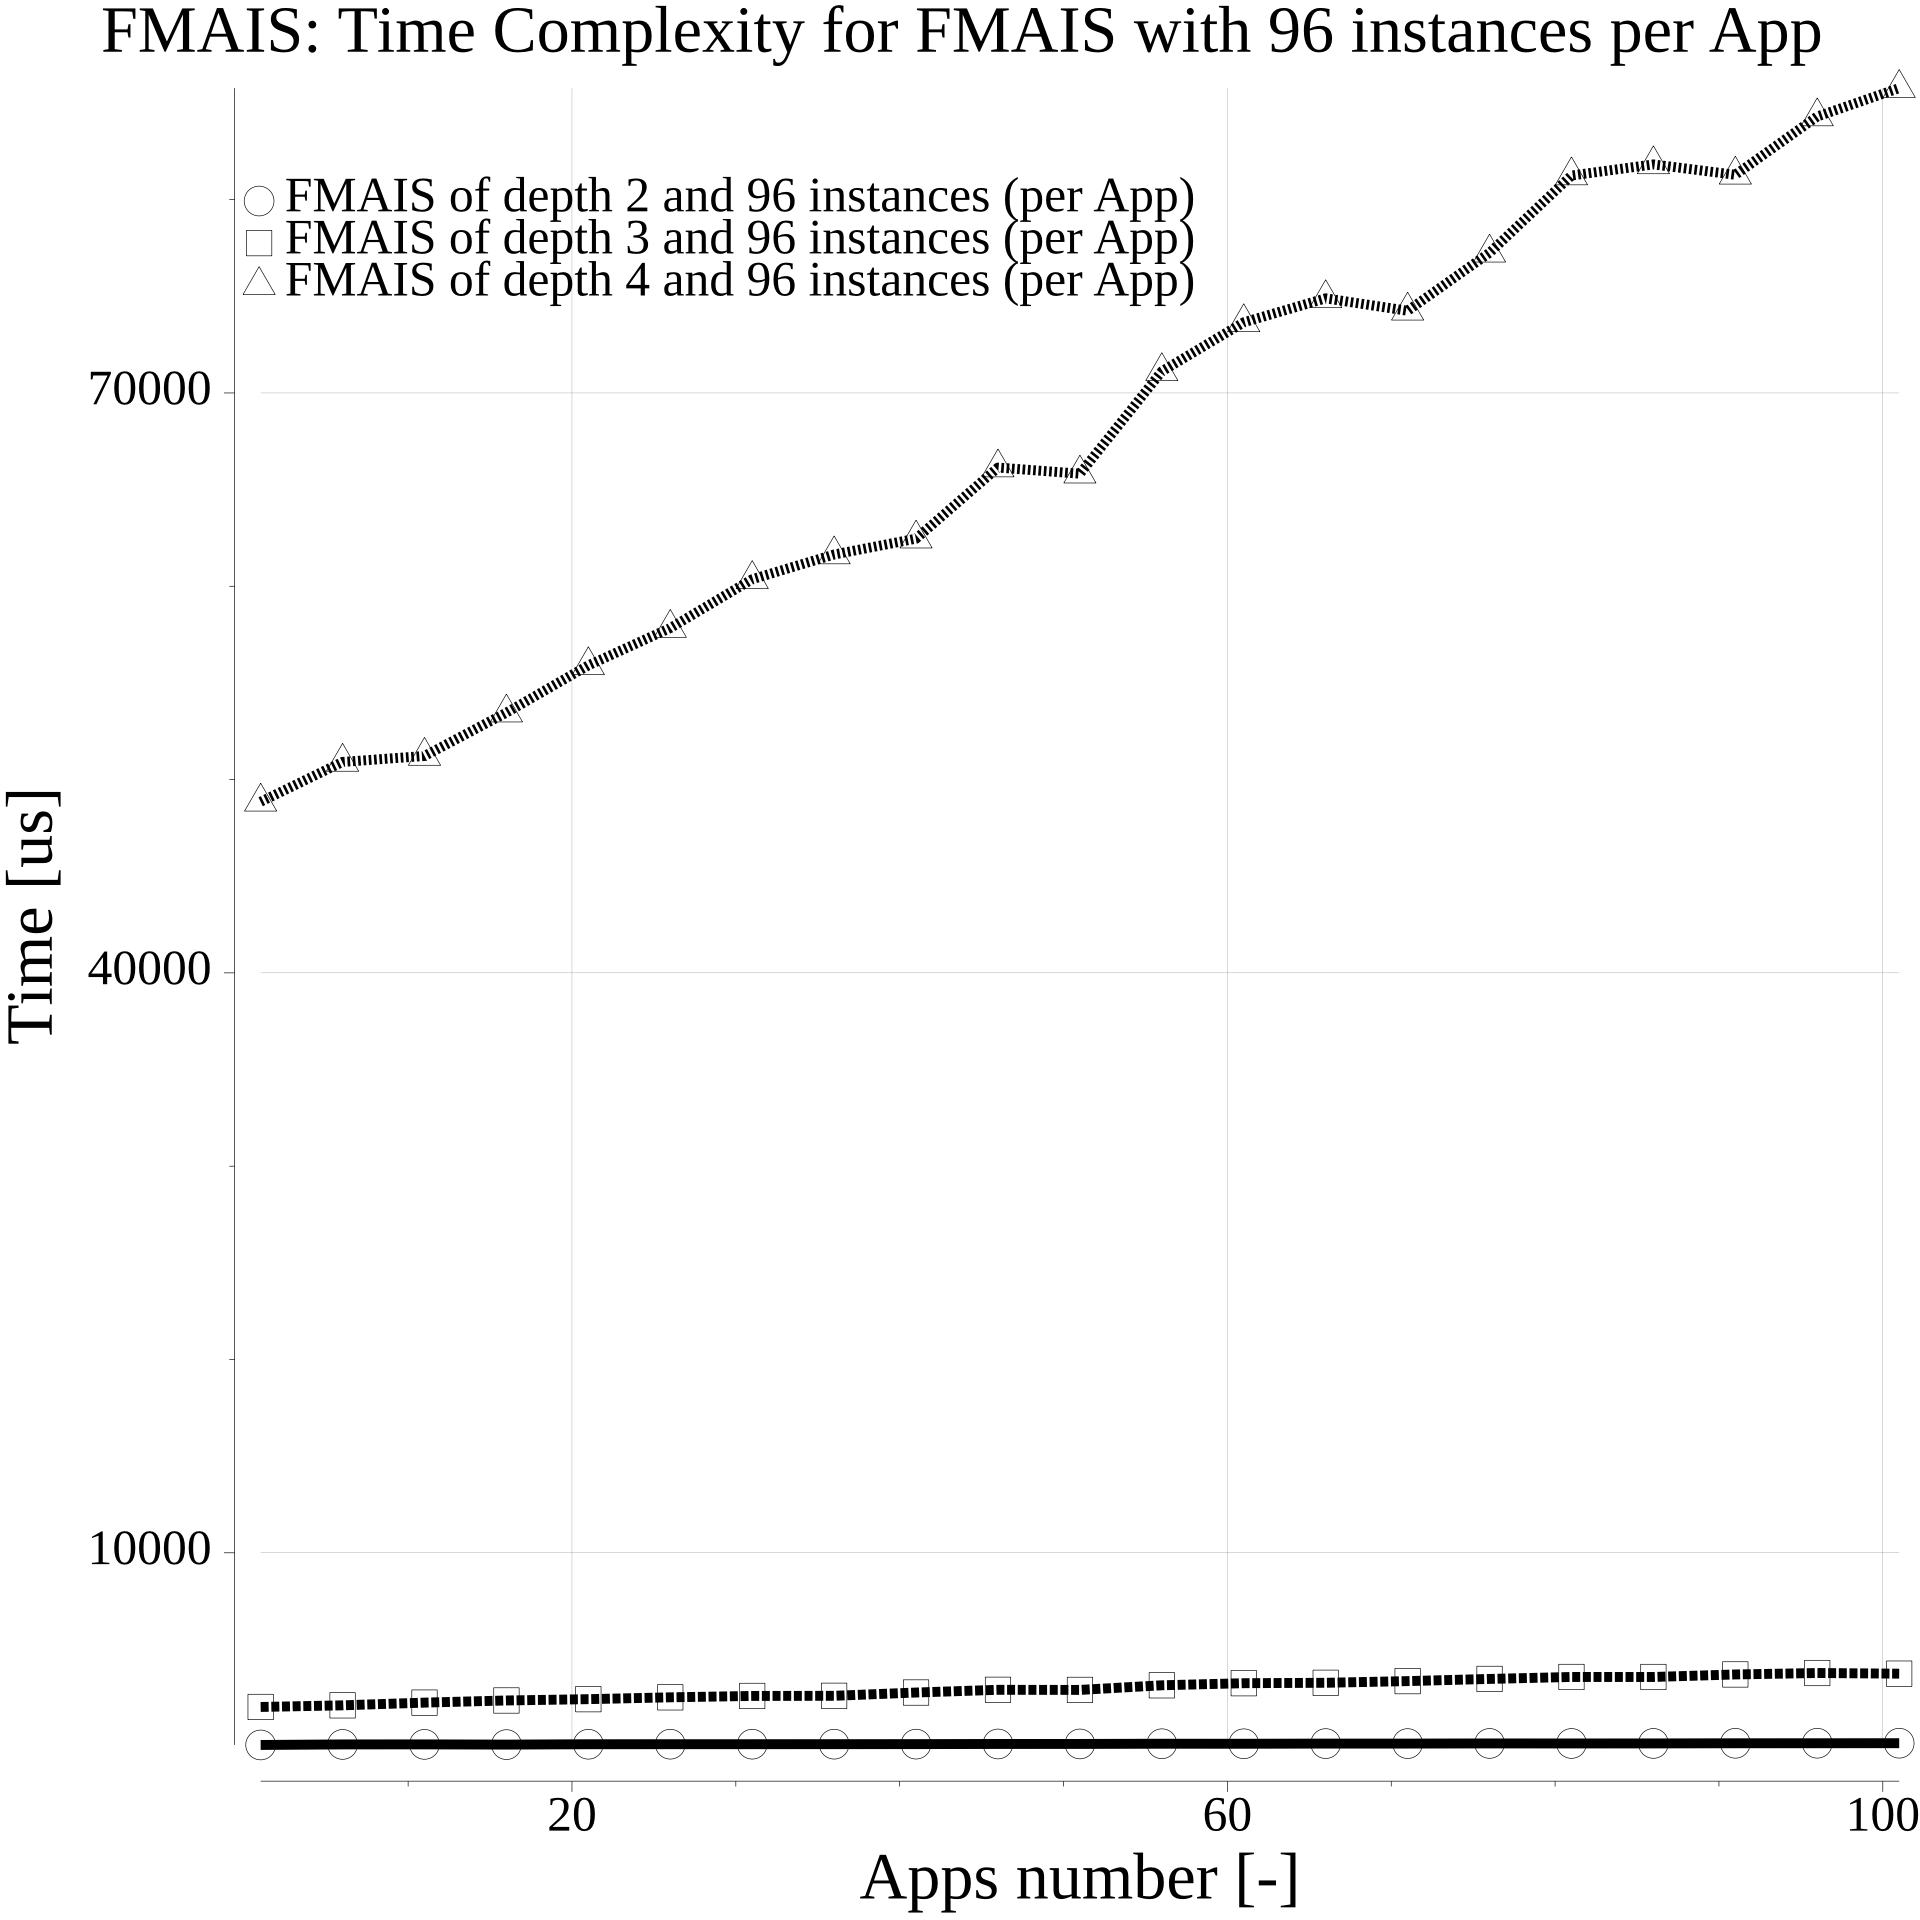 FMAIS: Time Complexity for FMAIS with 96 instances per App
FMAIS of depth 2 and 96 instances (per App)
FMAIS of depth 3 and 96 instances (per App)
FMAIS of depth 4 and 96 instances (per App)
70000
40000
10000
Time [us]
20
60
100
Apps number [-]